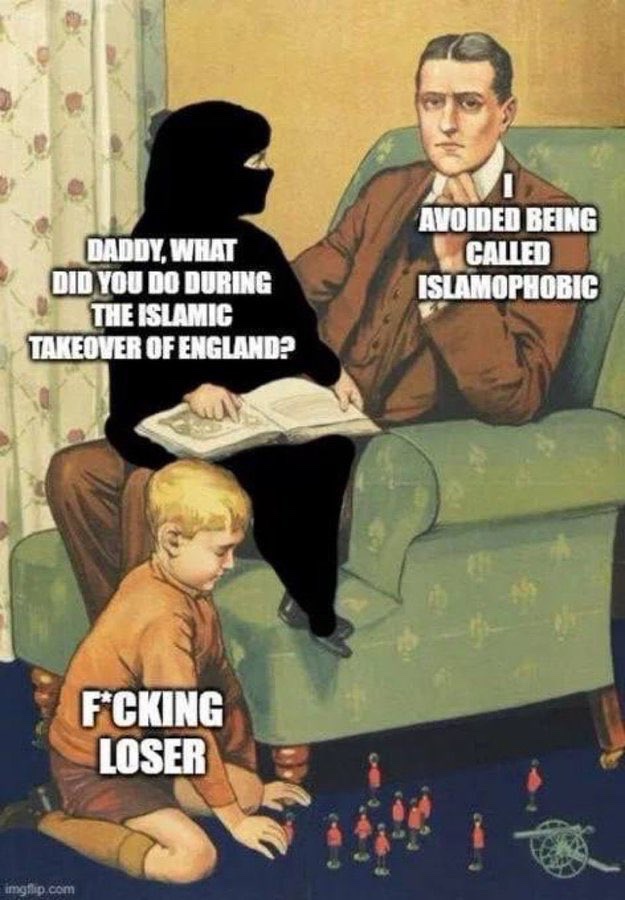 I
AVOIDED BEING
CALLED
ISLAMOPHOBIC
DADDY, WHAT
DID YOU DO DURING
THE ISLAMIC
TAKEOVER OF ENGLAND?
F*CKING
LOSER
imgflip.com